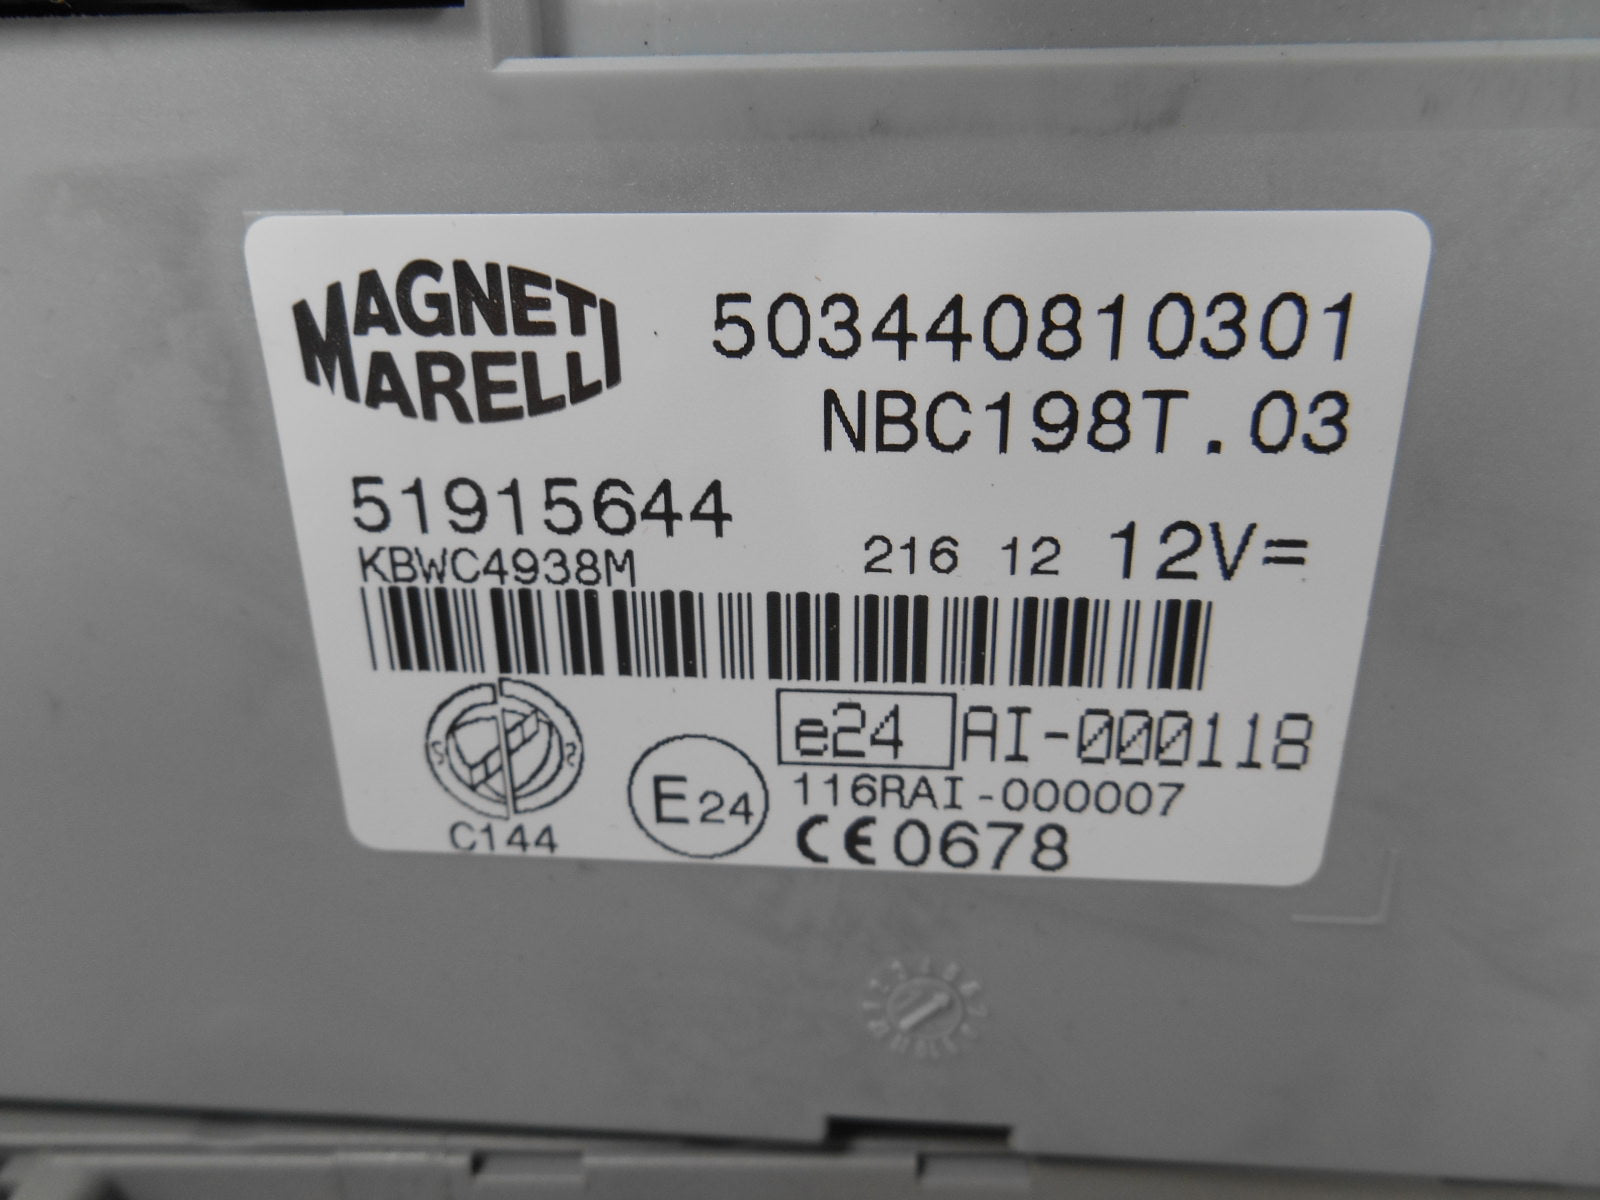 MAGNETI
MARELLI
503440810301
NBC198T.03
51915644
KBWC4938M
216 12 12V=
e24 AI-000118
116RAI-000007
E24
C144
CE0678